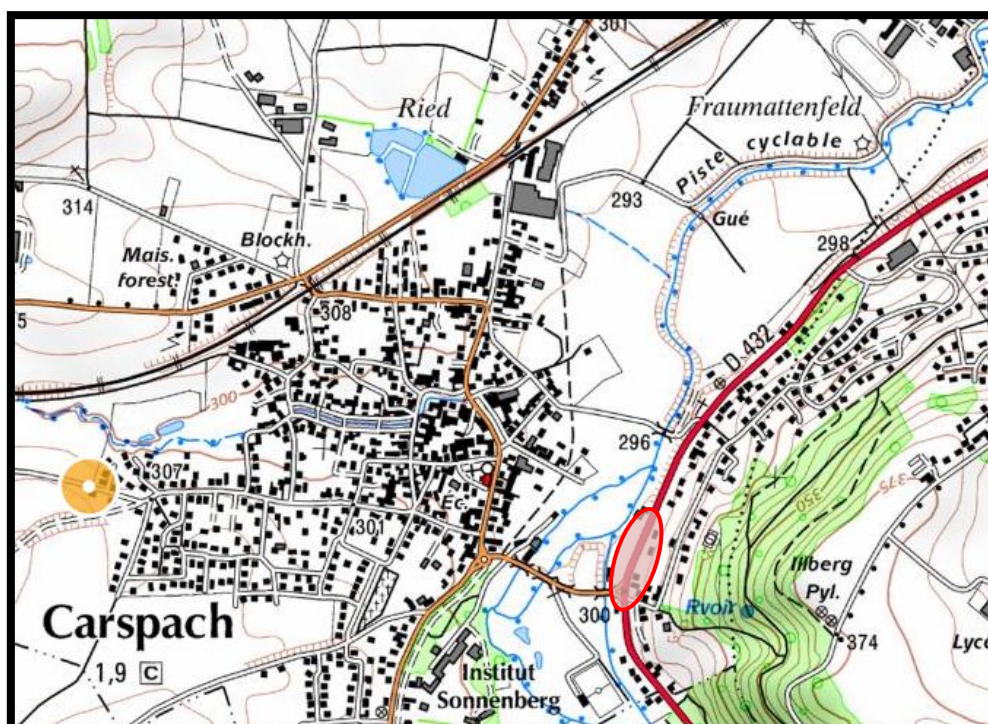 301
Ried
Fraumattenfeld
Piste cyclable
293
Gué
314
Blockh.
Mais.
forest.
298
308
5
D 432
300
296
307
Éc.
301
350
375
Illberg
Pyl.
Rvoir
300
374
Carspach
1,9 C
Institut
Sonnenberg
Lycé